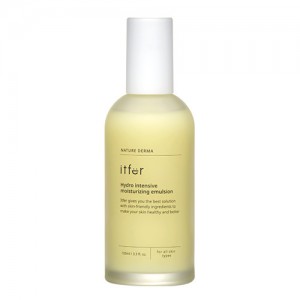 NATURE DERMA
itfer
Hydro intensive
moisturizing emulsion
itfer gives you the best solution
with skin-friendly ingredients to
make your skin healthy and better
for all skin
types